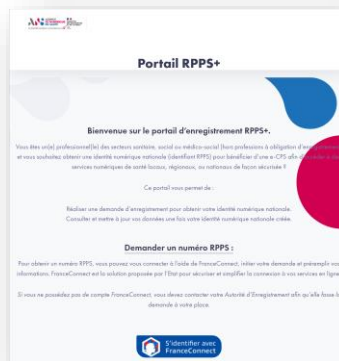 Portail RPPS+
Bienvenue sur le portail d'enregistrement RPPS+.
Vous êtes un(e) professionnel(le) des secteurs sanitaire, social ou médico-social (hors professions à obligation d'enregistrement
et vous souhaitez obtenir une identité numérique nationale (identifiant RPPS) pour bénéficier d'une e-CPS afin d'accéder à des
services numériques de santé locaux, régionaux, ou nationaux de façon sécurisée ?
Ce portail vous permet de :
Réaliser une demande d'enregistrement pour obtenir votre identité numérique nationale.
Consulter et mettre à jour vos données une fois votre identité numérique nationale créée.
Demander un numéro RPPS :
Pour obtenir un numéro RPPS, vous pouvez vous connecter à l'aide de FranceConnect, initier votre demande et préremplir vos
informations. FranceConnect est la solution proposée par l'Etat pour sécuriser et simplifier la connexion à vos services en ligne
Si vous ne possédez pas de compte FranceConnect, vous devez contacter votre Autorité d'Enregistrement afin qu'elle fasse la
demande à votre place.
S'identifier avec
FranceConnect